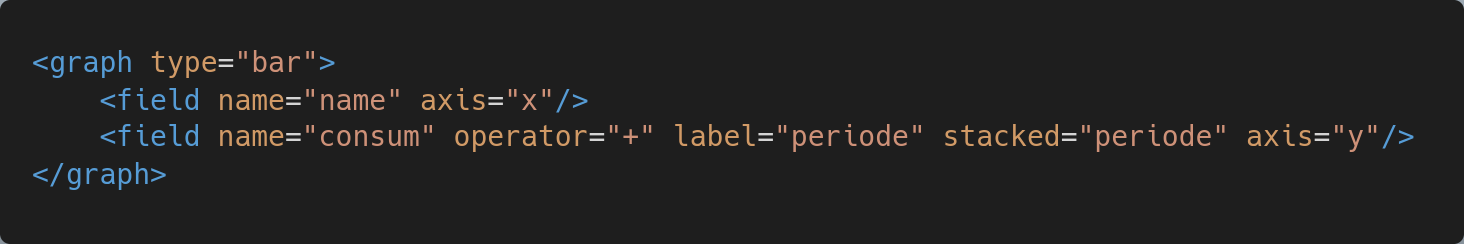 <graph type="bar">
    <field name="name" axis="x"/>
    <field name="consum" operator="+" label="periode" stacked="periode" axis="y"/>
</graph>